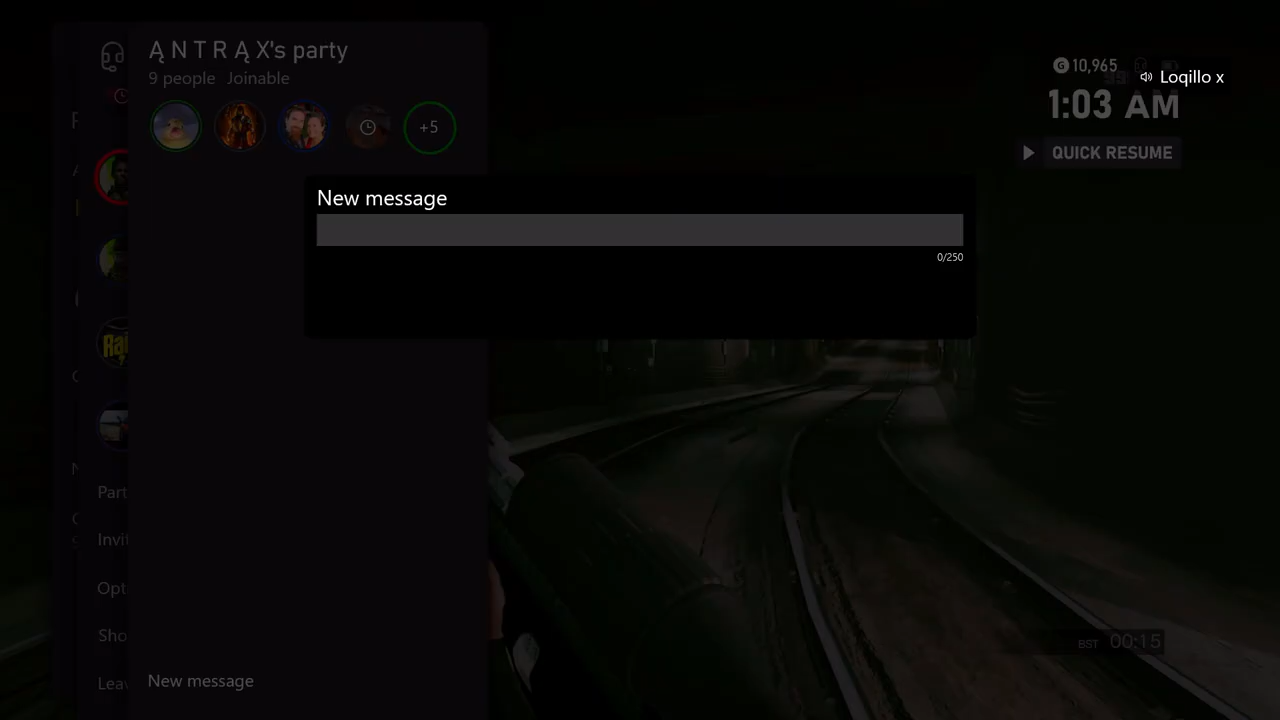 Ą N T R Ą X's party
9 people Joinable
+5
G 10,965
Loqillo x
1:03 AM
QUICK RESUME
New message
0/250
Part
Invit
Opt
Sho
Leav
New message
BST 00:15